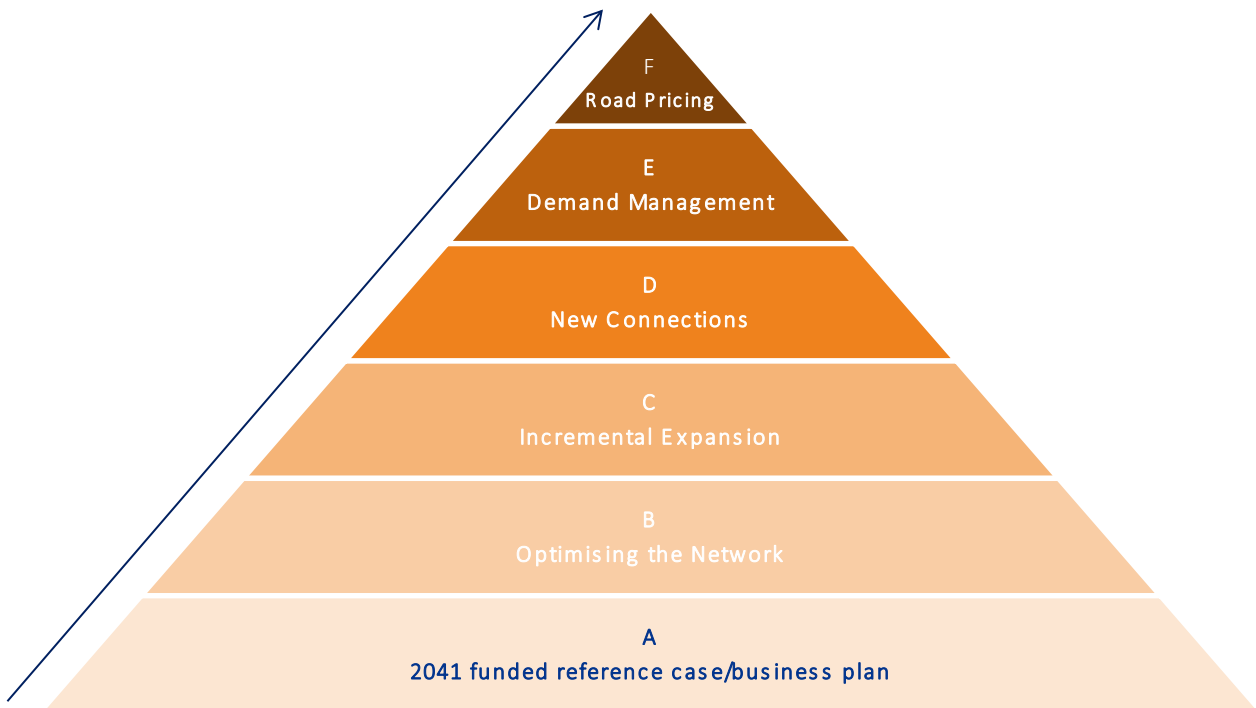 F
Road Pricing
E
Demand Management
D
New Connections
C
Incremental Expansion
B
Optimising the Network
A
2041 funded reference case/business plan